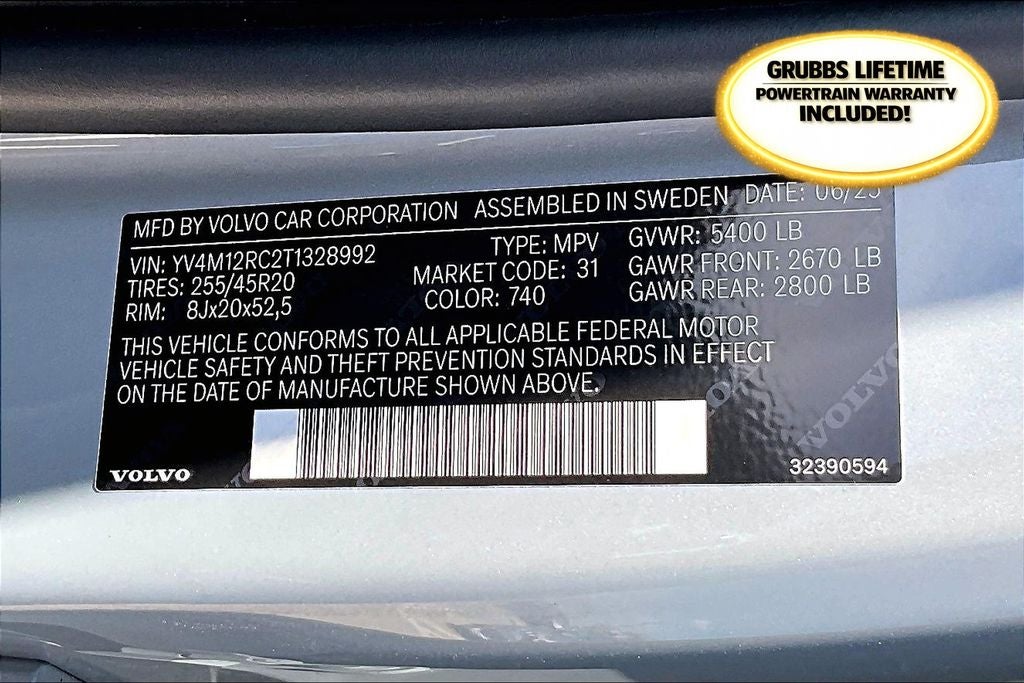 GRUBBS LIFETIME
POWERTRAIN WARRANTY
INCLUDED!
MFD BY VOLVO CAR CORPORATION ASSEMBLED IN SWEDEN DATE: 06/25
VIN: YV4M12RC2T1328992 TYPE: MPV GVWR: 5400 LB
TIRES: 255/45R20 MARKET CODE: 31 GAWR FRONT: 2670 LB
RIM: 8Jx20x52,5 COLOR: 740 GAWR REAR: 2800 LB
THIS VEHICLE CONFORMS TO ALL APPLICABLE FEDERAL MOTOR
VEHICLE SAFETY AND THEFT PREVENTION STANDARDS IN EFFECT
ON THE DATE OF MANUFACTURE SHOWN ABOVE.
VOLVO
VOLVO
32390594